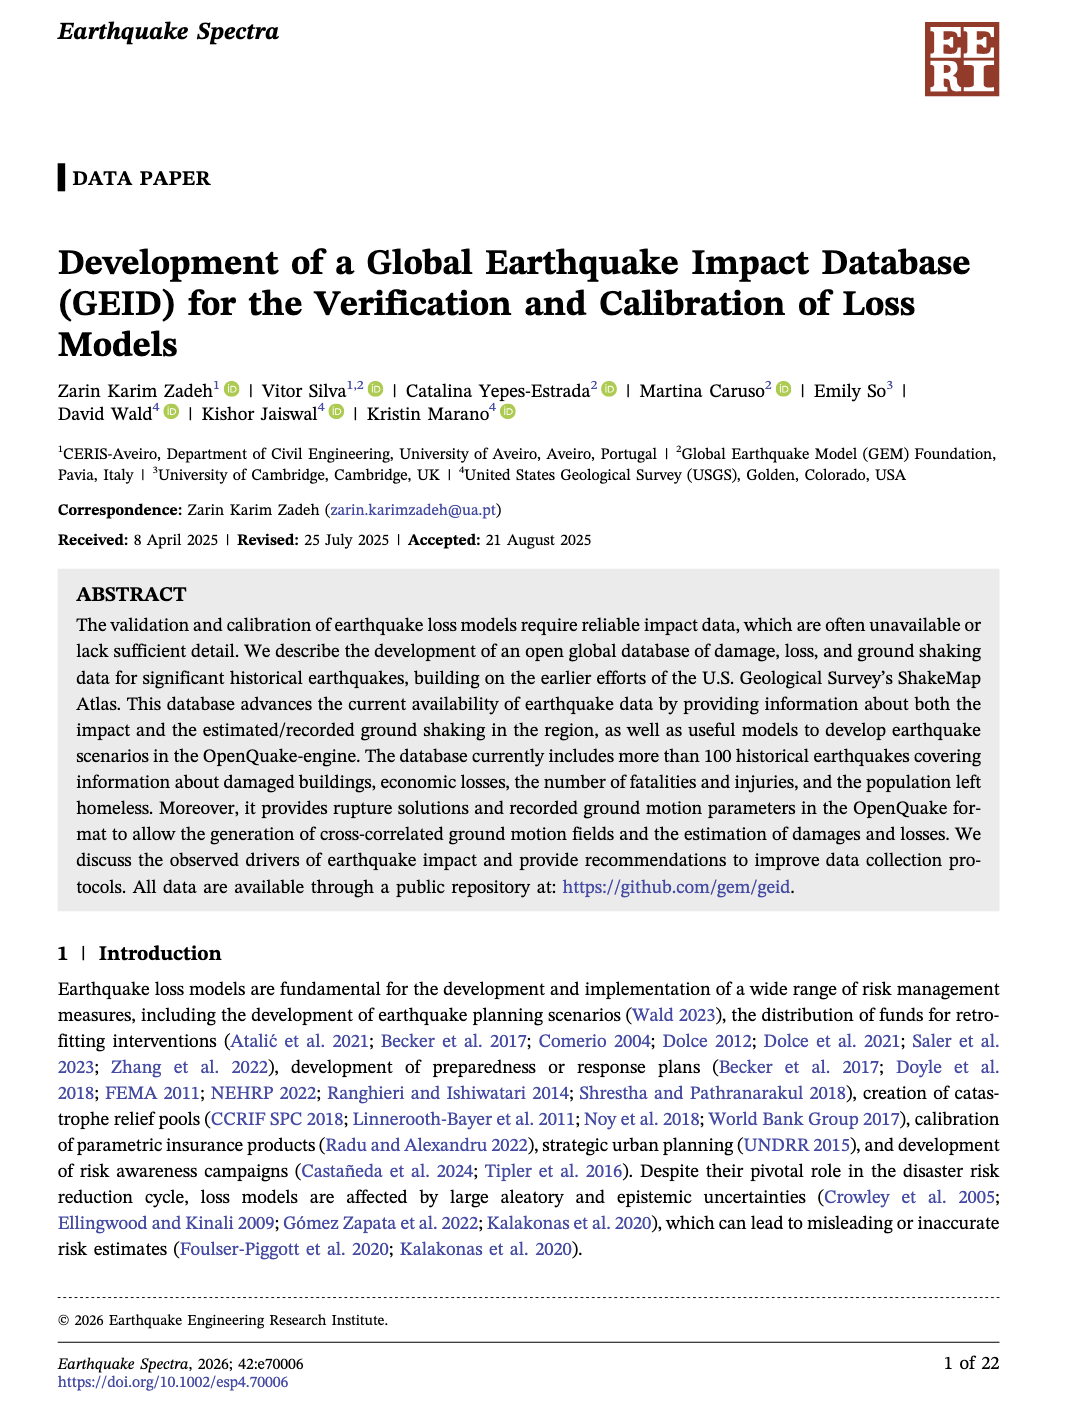 Earthquake Spectra
EE
RI
DATA PAPER
Development of a Global Earthquake Impact Database
(GEID) for the Verification and Calibration of Loss
Models
Zarin Karim Zadeh1 iD | Vitor Silva1,2 iD | Catalina Yepes-Estrada2 iD | Martina Caruso2 iD | Emily So3 |
David Wald4 iD | Kishor Jaiswal4 iD | Kristin Marano4 iD
1CERIS-Aveiro, Department of Civil Engineering, University of Aveiro, Aveiro, Portugal | 2Global Earthquake Model (GEM) Foundation,
Pavia, Italy | 3University of Cambridge, Cambridge, UK | 4United States Geological Survey (USGS), Golden, Colorado, USA
Correspondence: Zarin Karim Zadeh (zarin.karimzadeh@ua.pt)
Received: 8 April 2025 | Revised: 25 July 2025 | Accepted: 21 August 2025
ABSTRACT
The validation and calibration of earthquake loss models require reliable impact data, which are often unavailable or
lack sufficient detail. We describe the development of an open global database of damage, loss, and ground shaking
data for significant historical earthquakes, building on the earlier efforts of the U.S. Geological Survey's ShakeMap
Atlas. This database advances the current availability of earthquake data by providing information about both the
impact and the estimated/recorded ground shaking in the region, as well as useful models to develop earthquake
scenarios in the OpenQuake-engine. The database currently includes more than 100 historical earthquakes covering
information about damaged buildings, economic losses, the number of fatalities and injuries, and the population left
homeless. Moreover, it provides rupture solutions and recorded ground motion parameters in the OpenQuake for-
mat to allow the generation of cross-correlated ground motion fields and the estimation of damages and losses. We
discuss the observed drivers of earthquake impact and provide recommendations to improve data collection pro-
tocols. All data are available through a public repository at: https://github.com/gem/geid.
1 | Introduction
Earthquake loss models are fundamental for the development and implementation of a wide range of risk management
measures, including the development of earthquake planning scenarios (Wald 2023), the distribution of funds for retro-
fitting interventions (Atalić et al. 2021; Becker et al. 2017; Comerio 2004; Dolce 2012; Dolce et al. 2021; Saler et al.
2023; Zhang et al. 2022), development of preparedness or response plans (Becker et al. 2017; Doyle et al.
2018; FEMA 2011; NEHRP 2022; Ranghieri and Ishiwatari 2014; Shrestha and Pathranarakul 2018), creation of catas-
trophe relief pools (CCRIF SPC 2018; Linnerooth-Bayer et al. 2011; Noy et al. 2018; World Bank Group 2017), calibration
of parametric insurance products (Radu and Alexandru 2022), strategic urban planning (UNDRR 2015), and development
of risk awareness campaigns (Castañeda et al. 2024; Tipler et al. 2016). Despite their pivotal role in the disaster risk
reduction cycle, loss models are affected by large aleatory and epistemic uncertainties (Crowley et al. 2005;
Ellingwood and Kinali 2009; Gómez Zapata et al. 2022; Kalakonas et al. 2020), which can lead to misleading or inaccurate
risk estimates (Foulser-Piggott et al. 2020; Kalakonas et al. 2020).
© 2026 Earthquake Engineering Research Institute.
Earthquake Spectra, 2026; 42:e70006
https://doi.org/10.1002/esp4.70006
1 of 22